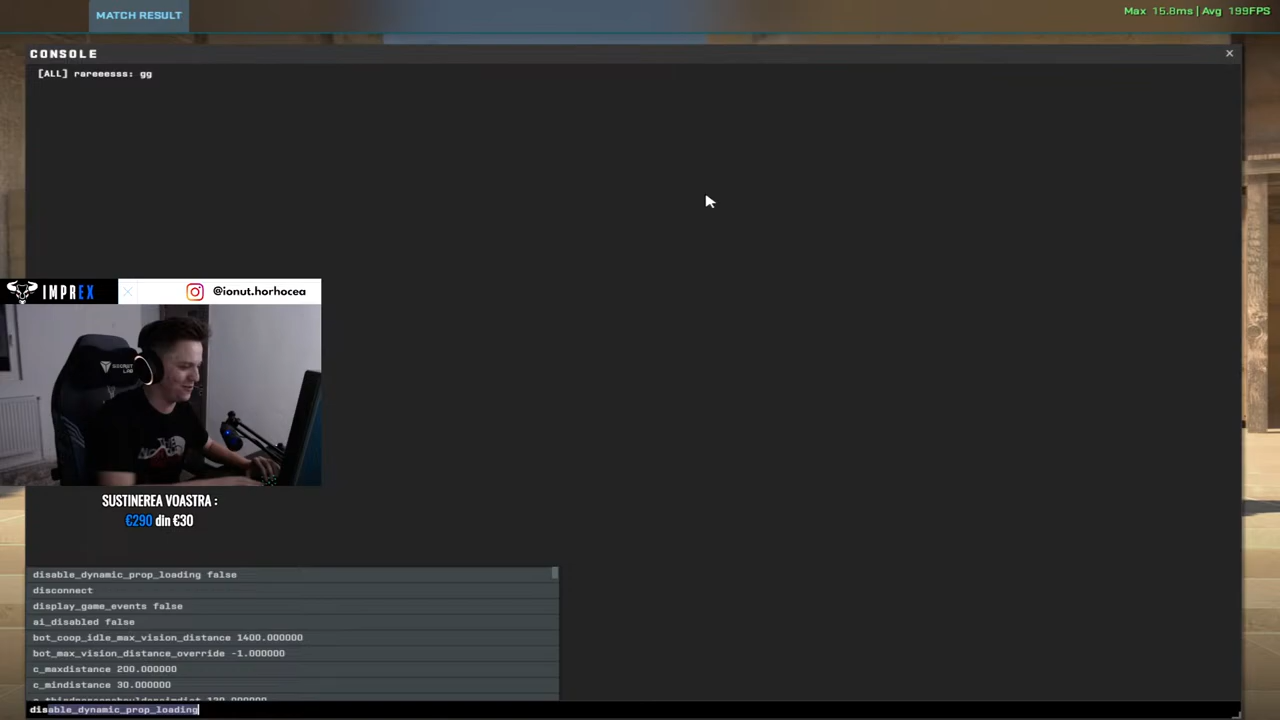 MATCH RESULT
Max 15.8ms | Avg 199FPS
CONSOLE
[ALL] rareeesss: gg
IMPREX
@ionut.horhocea
SECRETLAB
SUSTINEREA VOASTRA :
€290 din €30
disable_dynamic_prop_loading false
disconnect
display_game_events false
ai_disabled false
bot_coop_idle_max_vision_distance 1400.000000
bot_max_vision_distance_override -1.000000
c_maxdistance 200.000000
c_mindistance 30.000000
disable_dynamic_prop_loading